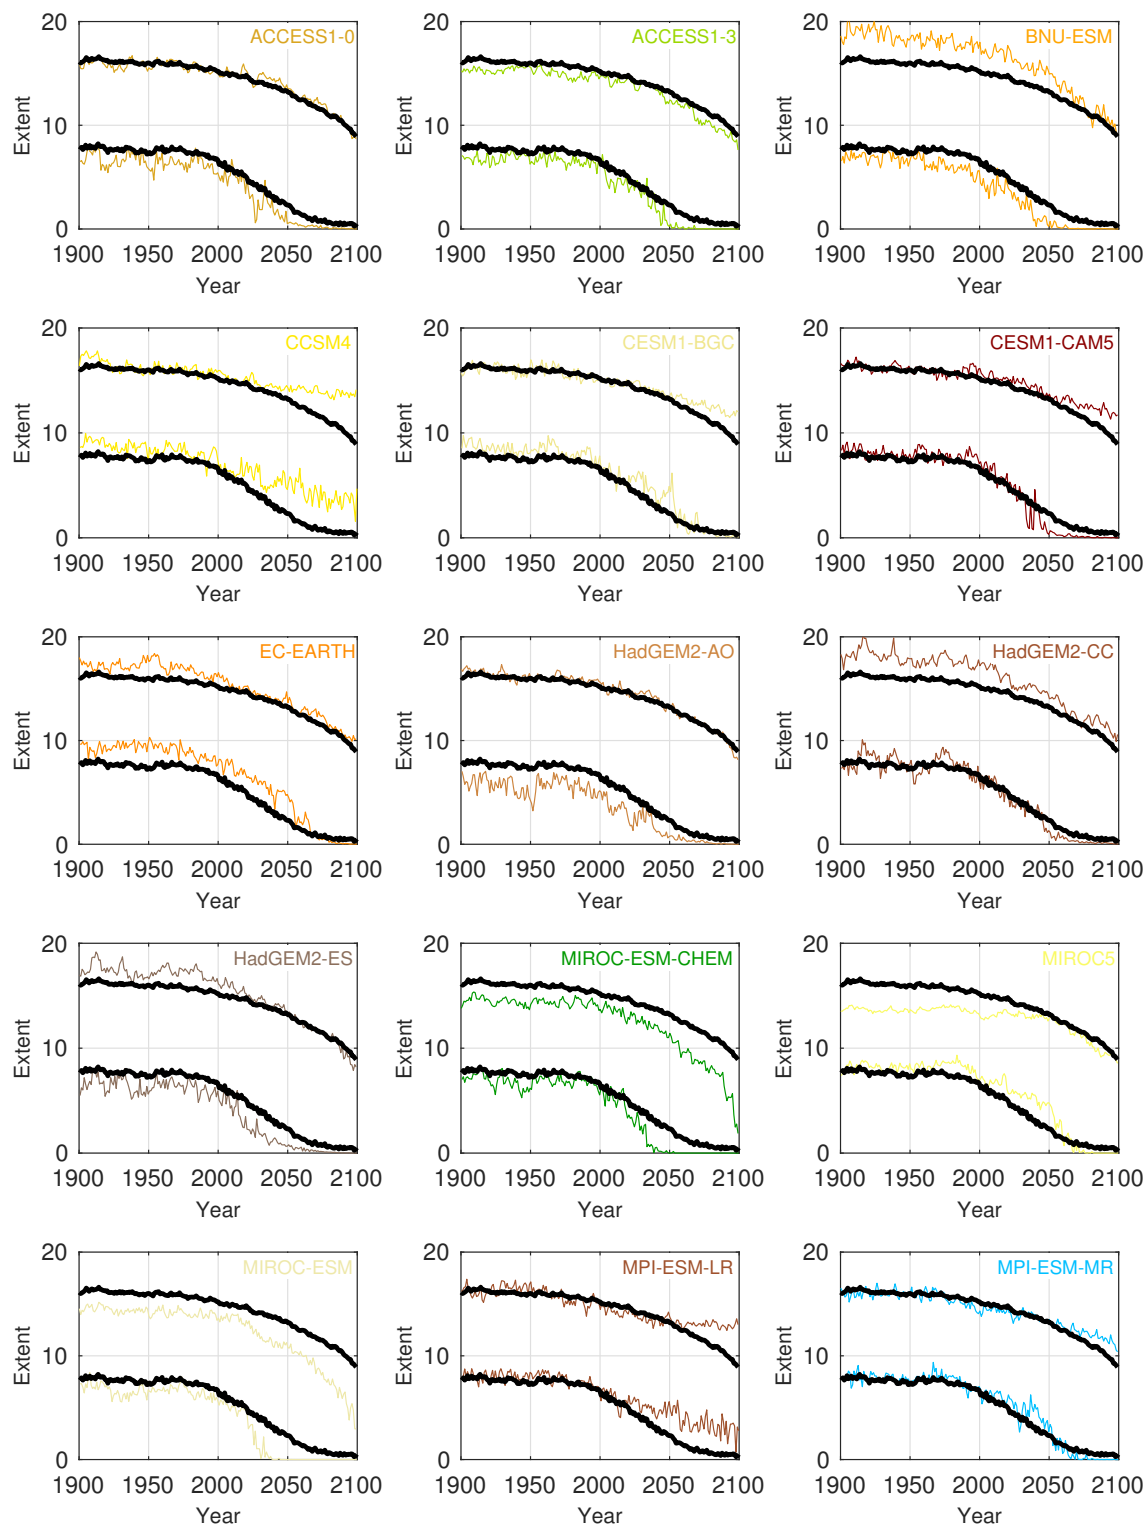 20
ACCESS1-0
Extent
10
0
1900 1950 2000 2050 2100
Year
20
ACCESS1-3
Extent
10
0
1900 1950 2000 2050 2100
Year
20
BNU-ESM
Extent
10
0
1900 1950 2000 2050 2100
Year
20
CCSM4
Extent
10
0
1900 1950 2000 2050 2100
Year
20
CESM1-BGC
Extent
10
0
1900 1950 2000 2050 2100
Year
20
CESM1-CAM5
Extent
10
0
1900 1950 2000 2050 2100
Year
20
EC-EARTH
Extent
10
0
1900 1950 2000 2050 2100
Year
20
HadGEM2-AO
Extent
10
0
1900 1950 2000 2050 2100
Year
20
HadGEM2-CC
Extent
10
0
1900 1950 2000 2050 2100
Year
20
HadGEM2-ES
Extent
10
0
1900 1950 2000 2050 2100
Year
20
MIROC-ESM-CHEM
Extent
10
0
1900 1950 2000 2050 2100
Year
20
MIROC5
Extent
10
0
1900 1950 2000 2050 2100
Year
20
MIROC-ESM
Extent
10
0
1900 1950 2000 2050 2100
Year
20
MPI-ESM-LR
Extent
10
0
1900 1950 2000 2050 2100
Year
20
MPI-ESM-MR
Extent
10
0
1900 1950 2000 2050 2100
Year